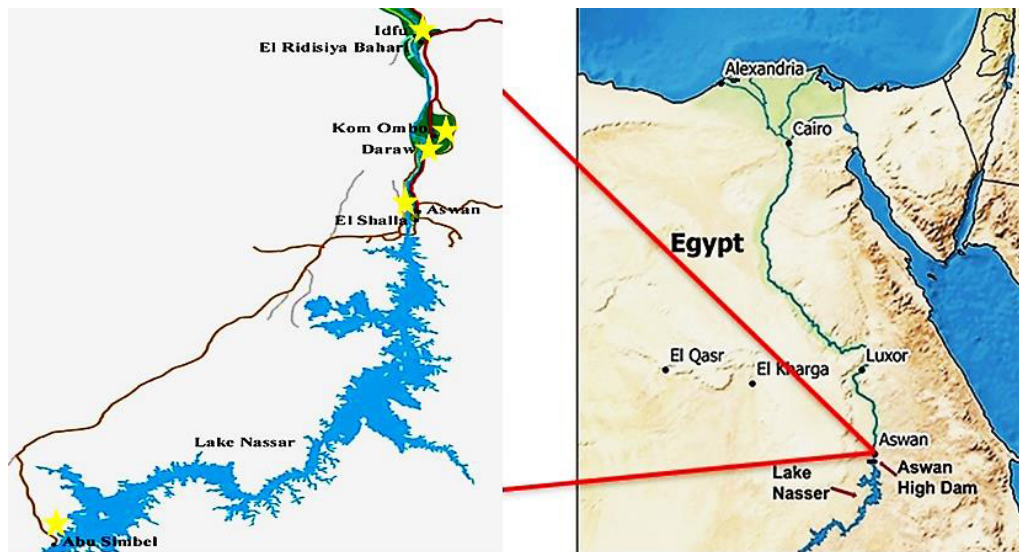 Idfu
El Ridisiya Bahari
Kom Ombo
Daraw
El Shalla
Aswan
Lake Nassar
Abu Simbel
Alexandria
Cairo
Egypt
El Qasr
El Kharga
Luxor
Aswan
Lake
Nasser
Aswan
High Dam